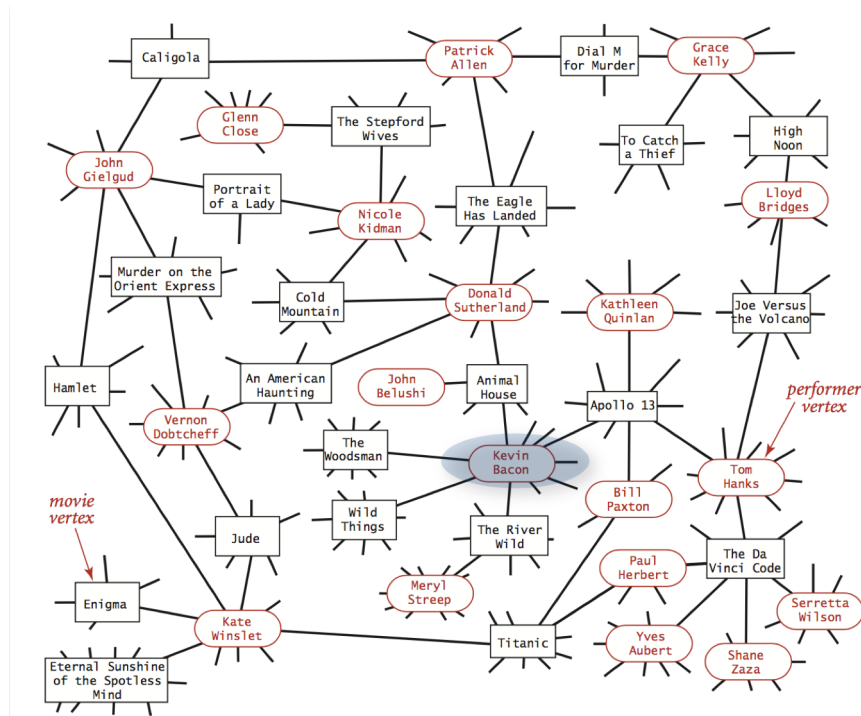 Caligola
Patrick
Allen
Dial M
for Murder
Grace
Kelly
Glenn
Close
The Stepford
Wives
To Catch
a Thief
High
Noon
John
Gielgud
Portrait
of a Lady
Nicole
Kidman
The Eagle
Has Landed
Lloyd
Bridges
Murder on the
Orient Express
Cold
Mountain
Donald
Sutherland
Kathleen
Quinlan
Joe Versus
the Volcano
Hamlet
An American
Haunting
John
Belushi
Animal
House
Apollo 13
performer
vertex
Vernon
Dobtcheff
The
Woodsman
Kevin
Bacon
Tom
Hanks
movie
vertex
Wild
Things
Bill
Paxton
Jude
The River
Wild
Paul
Herbert
The Da
Vinci Code
Enigma
Meryl
Streep
Serretta
Wilson
Kate
Winslet
Titanic
Yves
Aubert
Shane
Zaza
Eternal Sunshine
of the Spotless
Mind